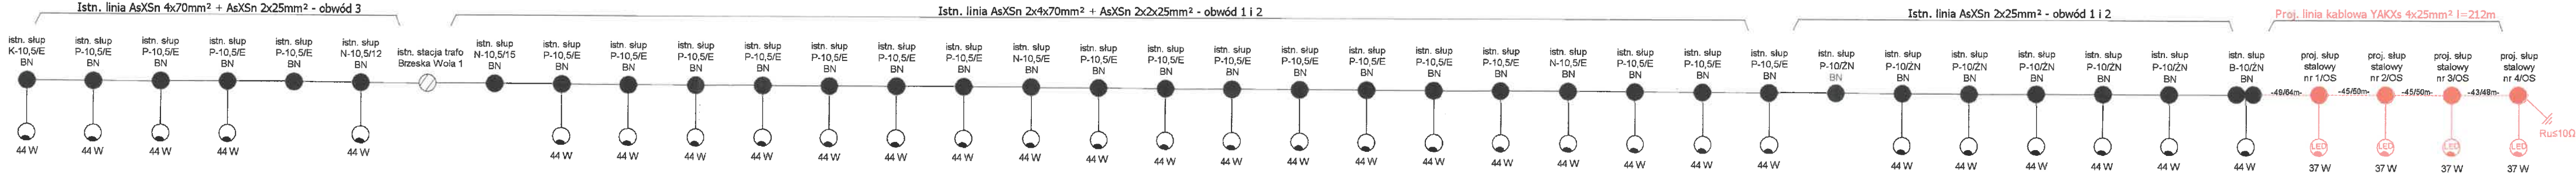 Istn. linia AsXSn 4x70mm² + AsXSn 2x25mm² - obwód 3
Istn. linia AsXSn 2x4x70mm² + AsXSn 2x2x25mm² - obwód 1 i 2
Istn. linia AsXSn 2x25mm² - obwód 1 i 2
Proj. linia kablowa YAKXs 4x25mm² l=212m
istn. słup
K-10,5/E
BN
44 W
istn. słup
P-10,5/E
BN
44 W
istn. słup
P-10,5/E
BN
44 W
istn. słup
P-10,5/E
BN
44 W
istn. słup
P-10,5/E
BN
istn. słup
N-10,5/12
BN
44 W
istn. stacja trafo
Brzeska Wola 1
istn. słup
N-10,5/15
BN
istn. słup
P-10,5/E
BN
44 W
istn. słup
P-10,5/E
BN
44 W
istn. słup
P-10,5/E
BN
44 W
istn. słup
P-10,5/E
BN
44 W
istn. słup
P-10,5/E
BN
44 W
istn. słup
P-10,5/E
BN
44 W
istn. słup
P-10,5/E
BN
44 W
istn. słup
N-10,5/E
BN
44 W
istn. słup
P-10,5/E
BN
44 W
istn. słup
P-10,5/E
BN
44 W
istn. słup
P-10,5/E
BN
44 W
istn. słup
P-10,5/E
BN
44 W
istn. słup
P-10,5/E
BN
44 W
istn. słup
P-10,5/E
BN
44 W
istn. słup
P-10,5/E
BN
44 W
istn. słup
N-10,5/E
BN
44 W
istn. słup
P-10,5/E
BN
44 W
istn. słup
P-10,5/E
BN
44 W
istn. słup
P-10,5/E
BN
44 W
istn. słup
P-10/ŻN
BN
istn. słup
P-10/ŻN
BN
44 W
istn. słup
P-10/ŻN
BN
44 W
istn. słup
P-10/ŻN
BN
44 W
istn. słup
P-10/ŻN
BN
44 W
istn. słup
P-10/ŻN
BN
44 W
istn. słup
B-10/ŻN
BN
44 W
-49/64m-
proj. słup
stalowy
nr 1/OS
LED
37 W
-45/50m-
proj. słup
stalowy
nr 2/OS
LED
37 W
-45/50m-
proj. słup
stalowy
nr 3/OS
LED
37 W
-43/48m-
proj. słup
stalowy
nr 4/OS
LED
37 W
Ru≤10Ω